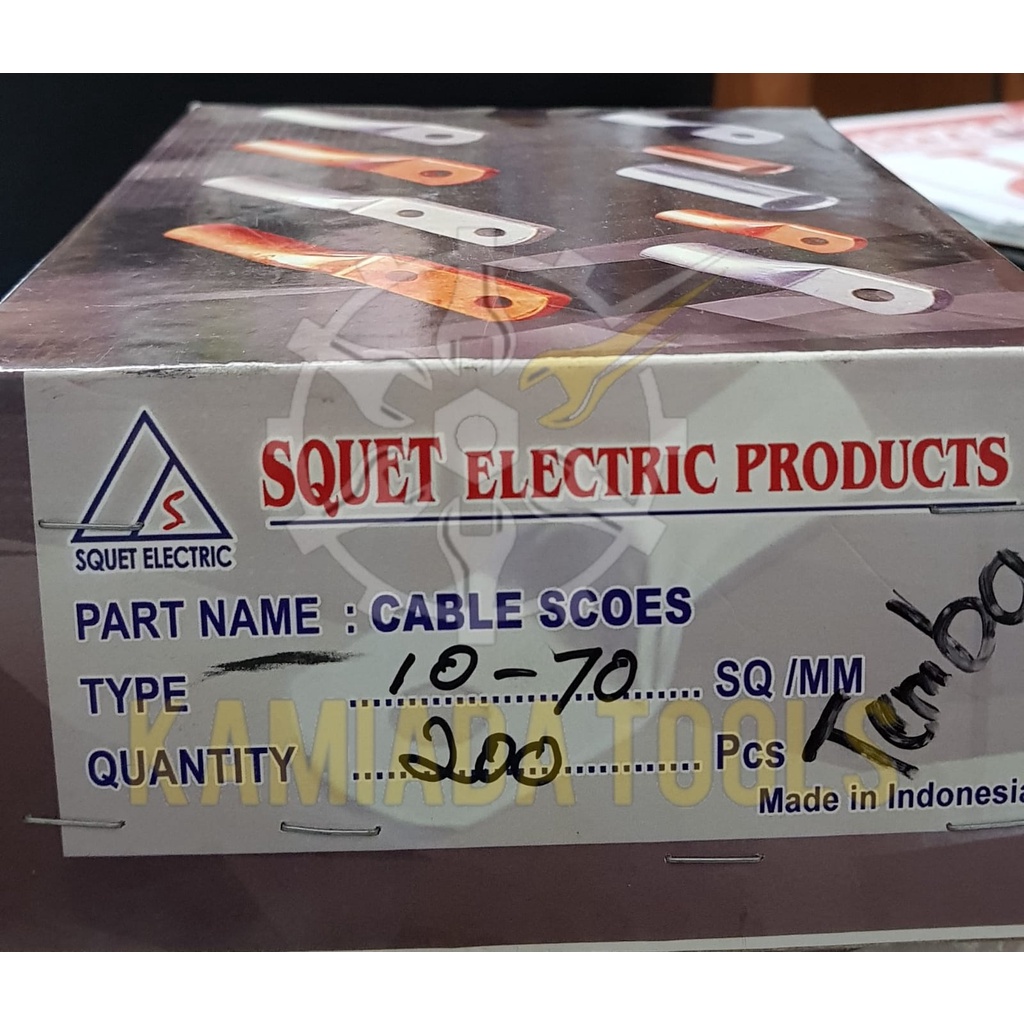 SQUET ELECTRIC PRODUCTS
S
SQUET ELECTRIC
PART NAME : CABLE SCOES
TYPE ........10-70........ SQ /MM
QUANTITY ........200........ Pcs
Temba
Made in Indonesia
KAMIADA TOOLS